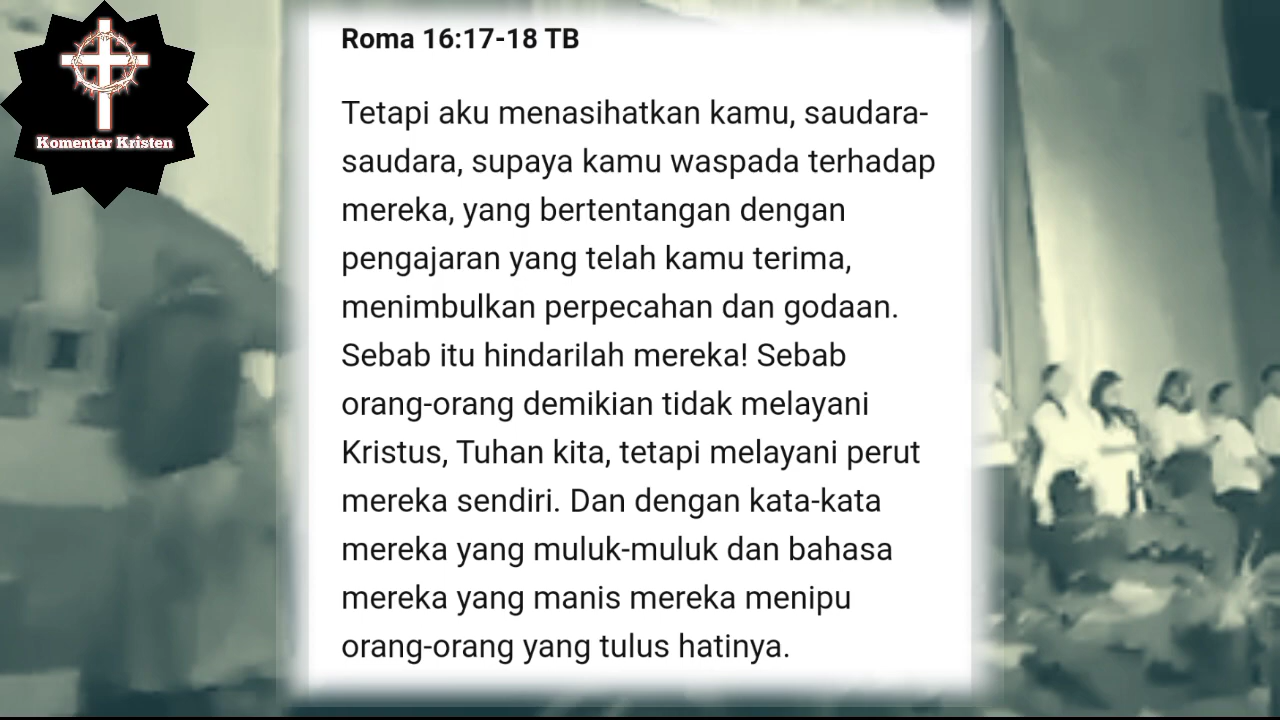 Komentar Kristen
Roma 16:17-18 TB
Tetapi aku menasihatkan kamu, saudara-
saudara, supaya kamu waspada terhadap
mereka, yang bertentangan dengan
pengajaran yang telah kamu terima,
menimbulkan perpecahan dan godaan.
Sebab itu hindarilah mereka! Sebab
orang-orang demikian tidak melayani
Kristus, Tuhan kita, tetapi melayani perut
mereka sendiri. Dan dengan kata-kata
mereka yang muluk-muluk dan bahasa
mereka yang manis mereka menipu
orang-orang yang tulus hatinya.